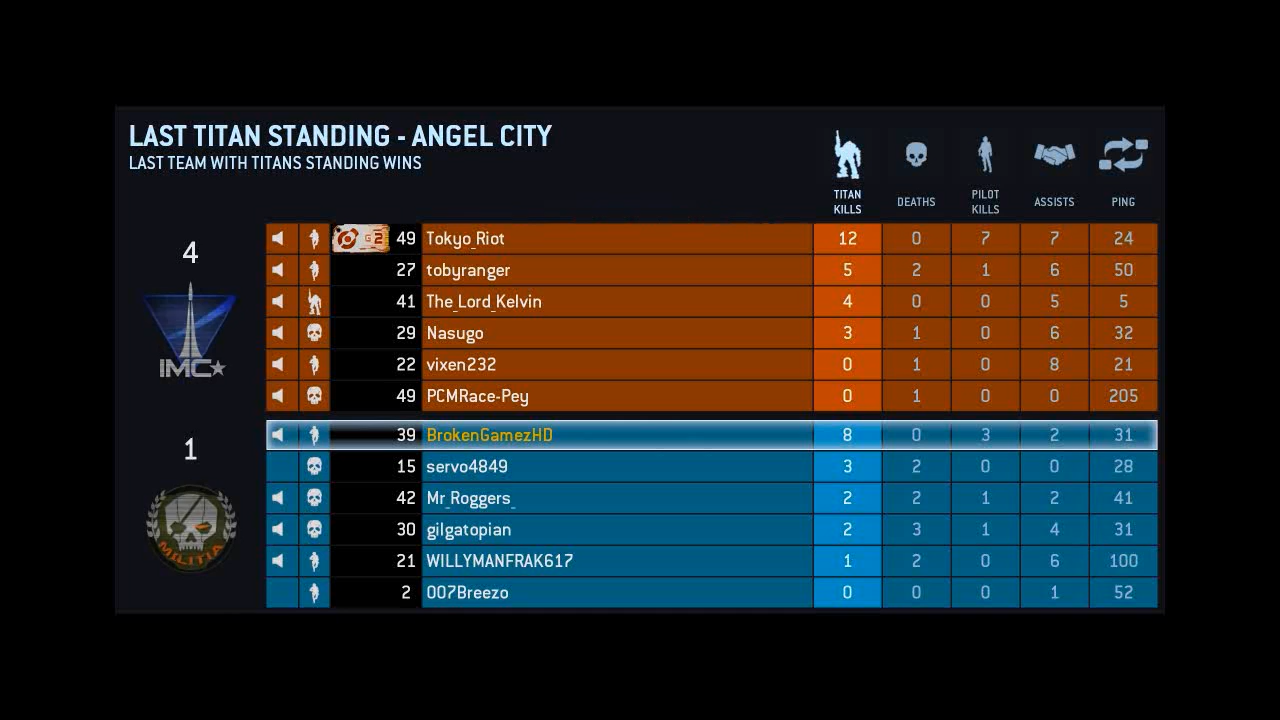 LAST TITAN STANDING - ANGEL CITY
LAST TEAM WITH TITANS STANDING WINS
TITAN KILLS DEATHS PILOT KILLS ASSISTS PING
4
IMC
G2 49 Tokyo_Riot 12 0 7 7 24
27 tobyranger 5 2 1 6 50
41 The_Lord_Kelvin 4 0 0 5 5
29 Nasugo 3 1 0 6 32
22 vixen232 0 1 0 8 21
49 PCMRace-Pey 0 1 0 0 205
1
MILITIA
39 BrokenGamezHD 8 0 3 2 31
15 servo4849 3 2 0 0 28
42 Mr_Roggers_ 2 2 1 2 41
30 gilgatopian 2 3 1 4 31
21 WILLYMANFRAK617 1 2 0 6 100
2 007Breezo 0 0 0 1 52